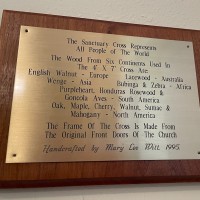 The Sanctuary Cross Represents
All People of The World
The Wood From Six Continents Used In
The 4' X 7' Cross Are:
English Walnut - Europe Lacewood - Australia
Wenge - Asia Bubinga & Zebra - Africa
Purpleheart, Honduras Rosewood &
Goncola Aves - South America
Oak, Maple, Cherry, Walnut, Sumac &
Mahogany - North America
The Frame Of The Cross Is Made From
The Original Front Doors Of The Church
Handcrafted by Mary Lee 1995